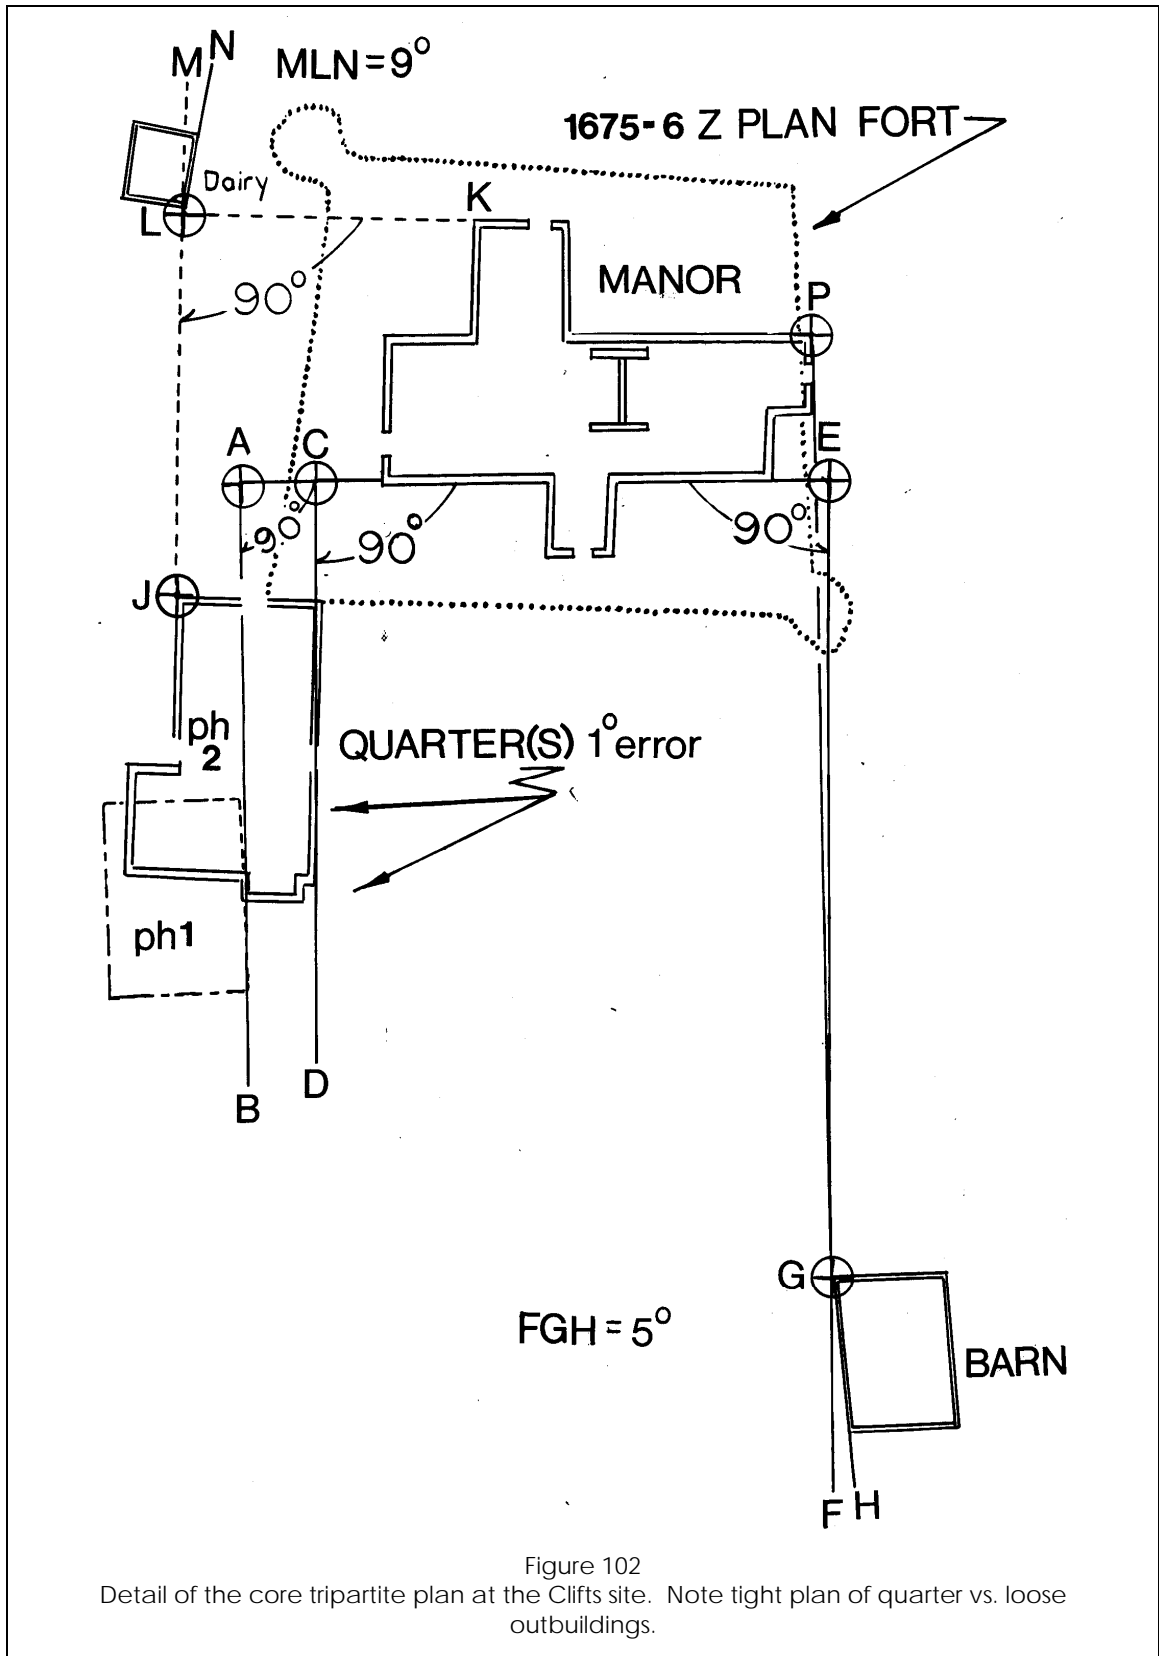 M N
MLN = 9°
1675-6 Z PLAN FORT
Dairy
K
L
90°
MANOR
P
A
C
E
90°
90°
90°
J
ph
2
QUARTER(S) 1° error
ph1
D
B
G
FGH = 5°
BARN
F H
Figure 102
Detail of the core tripartite plan at the Clifts site. Note tight plan of quarter vs. loose
outbuildings.